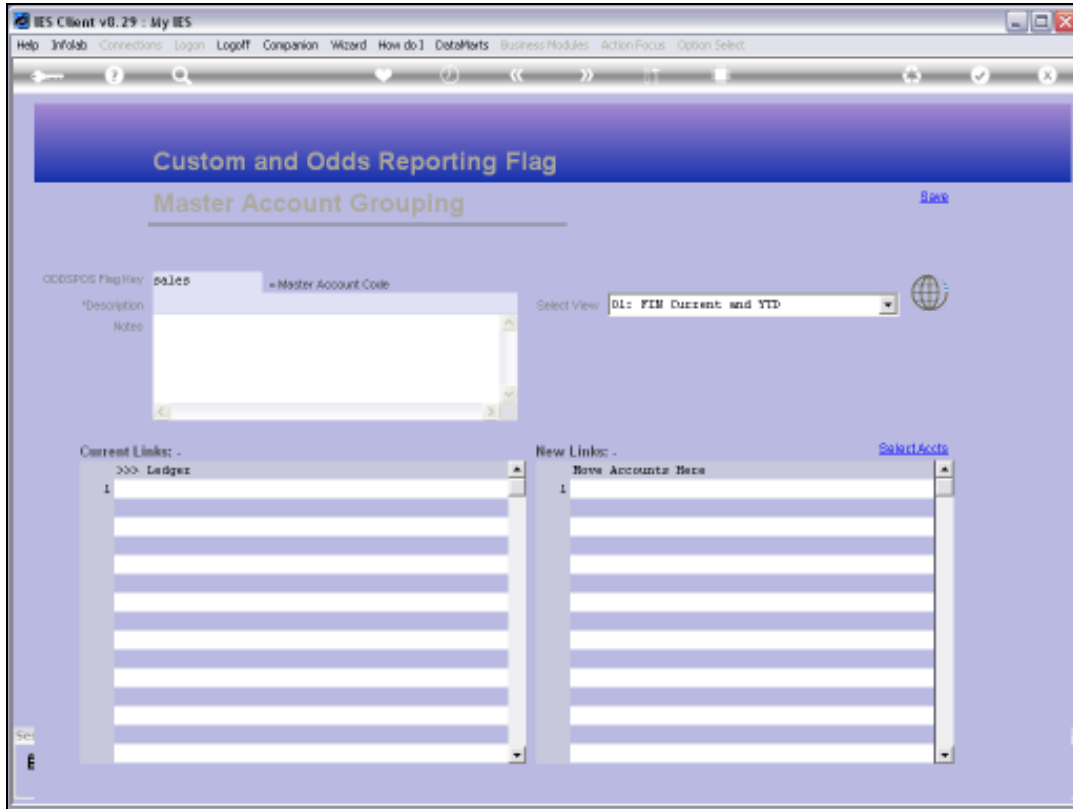 IES Client v8.29 : My IES
Help Infolab Connections Logon Logoff Companion Wizard How do I DataMarts Business Modules Action Focus Option Select
Custom and Odds Reporting Flag
Master Account Grouping
Save
ODDSPOS Flag Key sales = Master Account Code
*Description
Select View 01: FIN Current and YTD
Notes
Current Links: -
New Links: -
Select Accts
>>> Ledger
Move Accounts Here
1
1